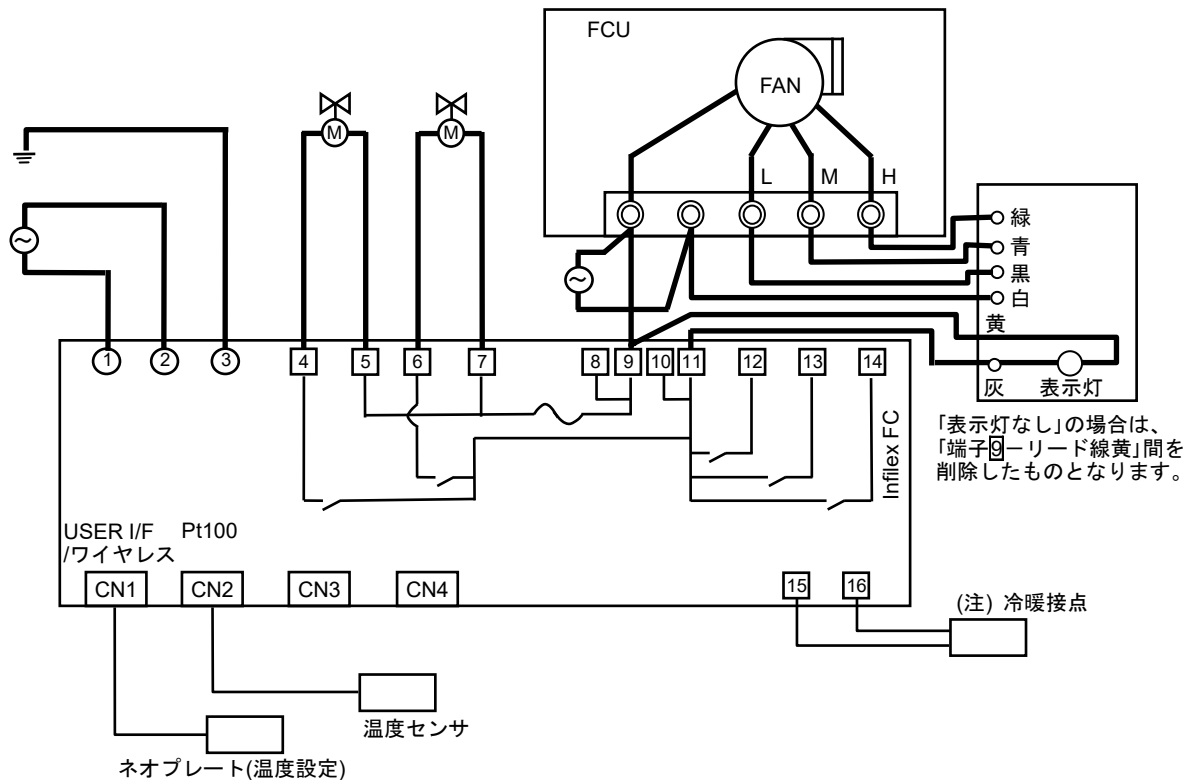 FCU
FAN
M
M
L
M
H
緑
青
黒
白
黄
灰
表示灯
1
2
3
4
5
6
7
8
9
10
11
12
13
14
Infilex FC
「表示灯なし」の場合は、
「端子9－リード線黄」間を
削除したものとなります。
USER I/F
/ワイヤレス
Pt100
CN1
CN2
CN3
CN4
15
16
(注) 冷暖接点
温度センサ
ネオプレート(温度設定)